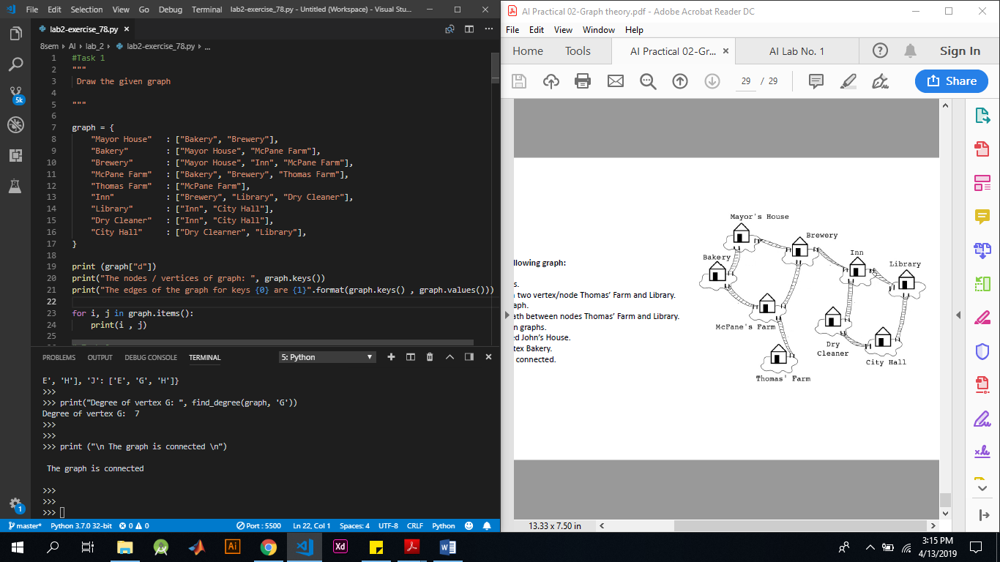 File Edit Selection View Go Debug Terminal lab2-exercise_78.py - Untitled (Workspace) - Visual Stu...
lab2-exercise_78.py ×
8sem › AI › lab_2 › lab2-exercise_78.py › ...
1 #Task 1
2 """
3 Draw the given graph
4
5 """
6
7 graph = {
8 "Mayor House" : ["Bakery", "Brewery"],
9 "Bakery" : ["Mayor House", "McPane Farm"],
10 "Brewery" : ["Mayor House", "Inn", "McPane Farm"],
11 "McPane Farm" : ["Bakery", "Brewery", "Thomas Farm"],
12 "Thomas Farm" : ["McPane Farm"],
13 "Inn" : ["Brewery", "Library", "Dry Cleaner"],
14 "Library" : ["Inn", "City Hall"],
15 "Dry Cleaner" : ["Inn", "City Hall"],
16 "City Hall" : ["Dry Clearner", "Library"],
17 }
18
19 print (graph["d"])
20 print("The nodes / vertices of graph: ", graph.keys())
21 print("The edges of the graph for keys {0} are {1}".format(graph.keys() , graph.values()))
22
23 for i, j in graph.items():
24 print(i , j)
25
5k
1
PROBLEMS OUTPUT DEBUG CONSOLE TERMINAL 5: Python
E', 'H'], 'J': ['E', 'G', 'H']}
>>>
>>> print("Degree of vertex G: ", find_degree(graph, 'G'))
Degree of vertex G:  7
>>>
>>>
>>> print ("\n The graph is connected \n")
The graph is connected
>>>
>>>
>>>
master* Python 3.7.0 32-bit 0 0 Port : 5500 Ln 22, Col 1 Spaces: 4 UTF-8 CRLF Python
AI Practical 02-Graph theory.pdf - Adobe Acrobat Reader DC
File Edit View Window Help
Home Tools AI Practical 02-Gr... × AI Lab No. 1 Sign In
29 / 29 Share
Mayor's House
Brewery
Bakery
Inn
Library
McFane's Farm
Dry
Cleaner
City Hall
Thomas' Farm
llowing graph:
s.
two vertex/node Thomas' Farm and Library.
aph.
ath between nodes Thomas' Farm and Library.
n graphs.
ed John's House.
tex Bakery.
connected.
13.33 x 7.50 in
Ai Xd
3:15 PM
4/13/2019